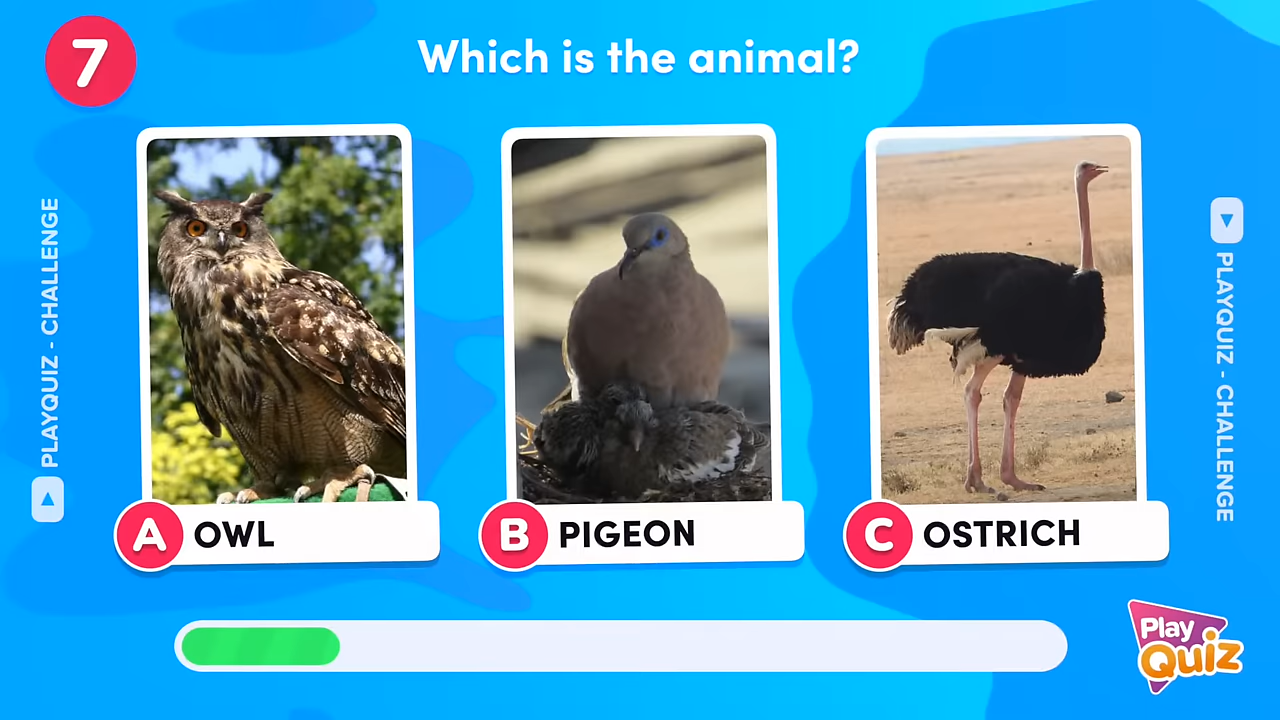 7
Which is the animal?
PLAYQUIZ - CHALLENGE
PLAYQUIZ - CHALLENGE
A OWL
B PIGEON
C OSTRICH
Play
Quiz